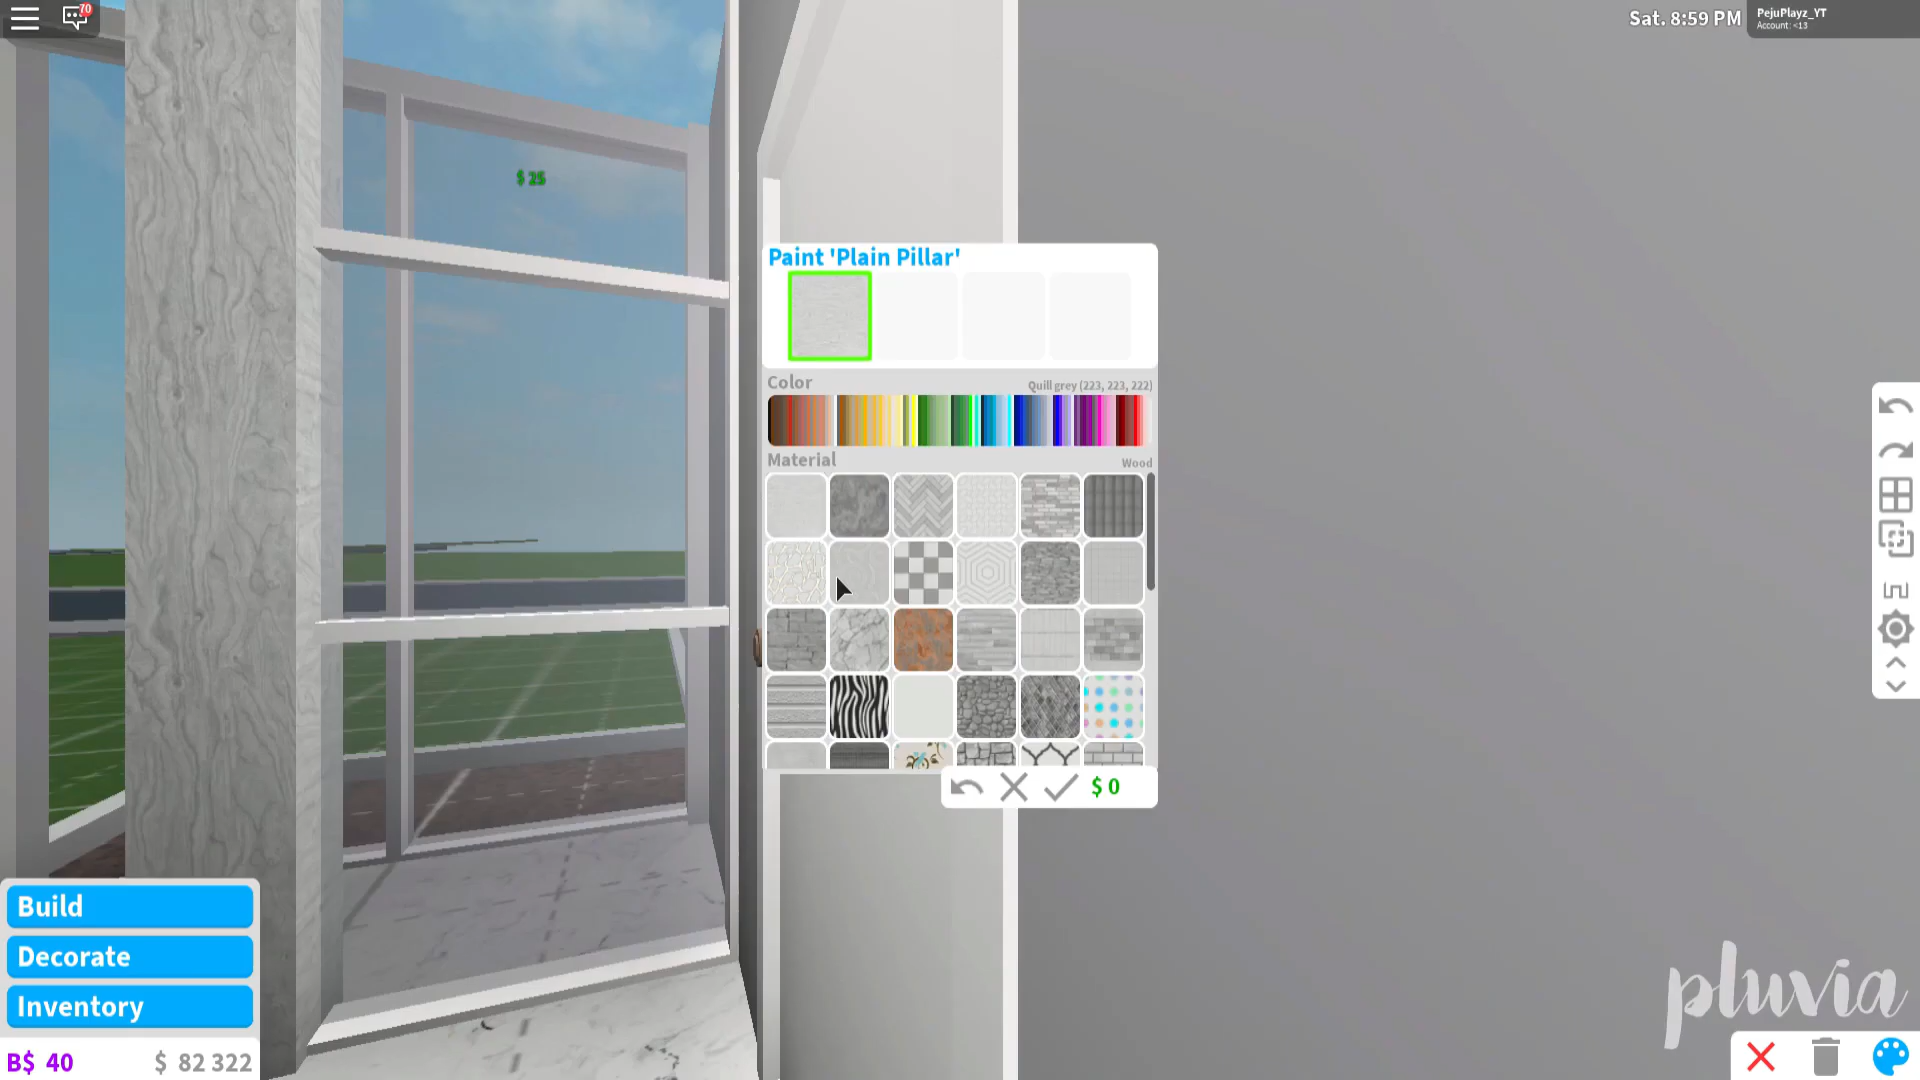 70
Sat. 8:59 PM
PejuPlayz_YT
Account: <13
$ 25
Paint 'Plain Pillar'
Color
Quill grey (223, 223, 222)
Material
Wood
$ 0
Build
Decorate
Inventory
B$ 40
$ 82 322
pluvia